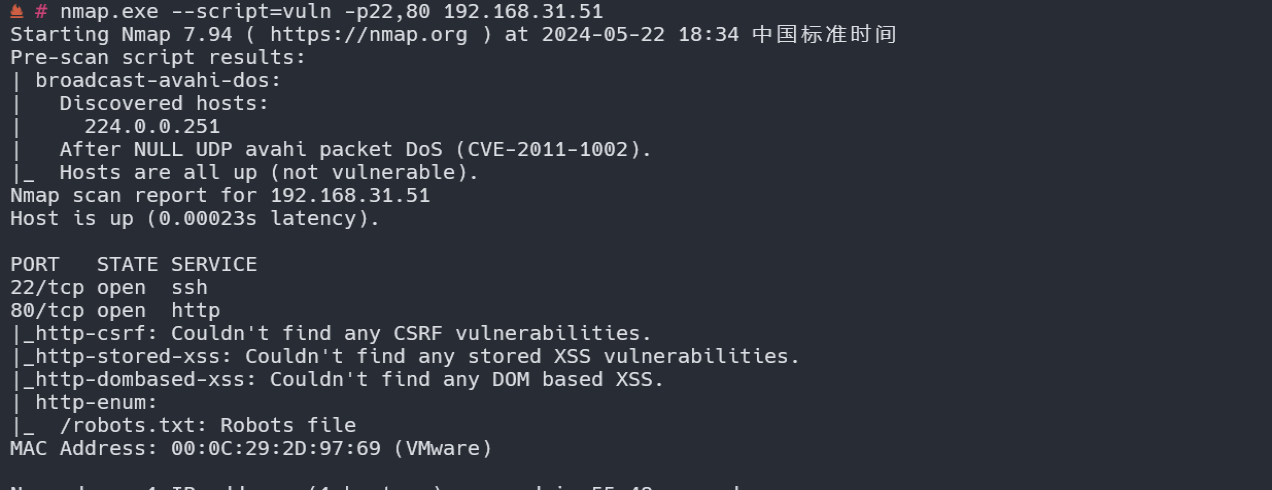 # nmap.exe --script=vuln -p22,80 192.168.31.51
Starting Nmap 7.94 ( https://nmap.org ) at 2024-05-22 18:34 中国标准时间
Pre-scan script results:
| broadcast-avahi-dos:
|   Discovered hosts:
|     224.0.0.251
|   After NULL UDP avahi packet DoS (CVE-2011-1002).
|_  Hosts are all up (not vulnerable).
Nmap scan report for 192.168.31.51
Host is up (0.00023s latency).
PORT   STATE SERVICE
22/tcp open  ssh
80/tcp open  http
|_http-csrf: Couldn't find any CSRF vulnerabilities.
|_http-stored-xss: Couldn't find any stored XSS vulnerabilities.
|_http-dombased-xss: Couldn't find any DOM based XSS.
| http-enum:
|_  /robots.txt: Robots file
MAC Address: 00:0C:29:2D:97:69 (VMware)